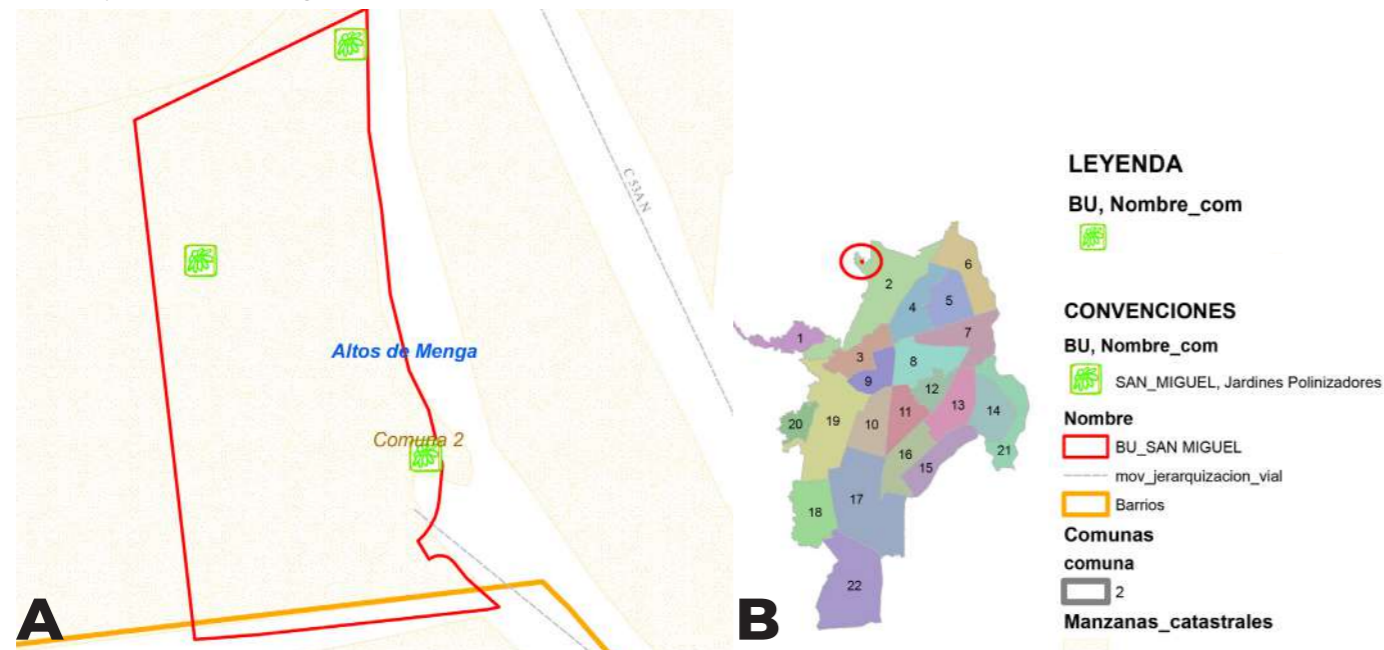 C 53A N
Altos de Menga
Comuna 2
A
1
2
3
4
5
6
7
8
9
10
11
12
13
14
15
16
17
18
19
20
21
22
B
LEYENDA
BU, Nombre_com
CONVENCIONES
BU, Nombre_com
SAN_MIGUEL, Jardines Polinizadores
Nombre
BU_SAN MIGUEL
mov_jerarquizacion_vial
Barrios
Comunas
comuna
2
Manzanas_catastrales